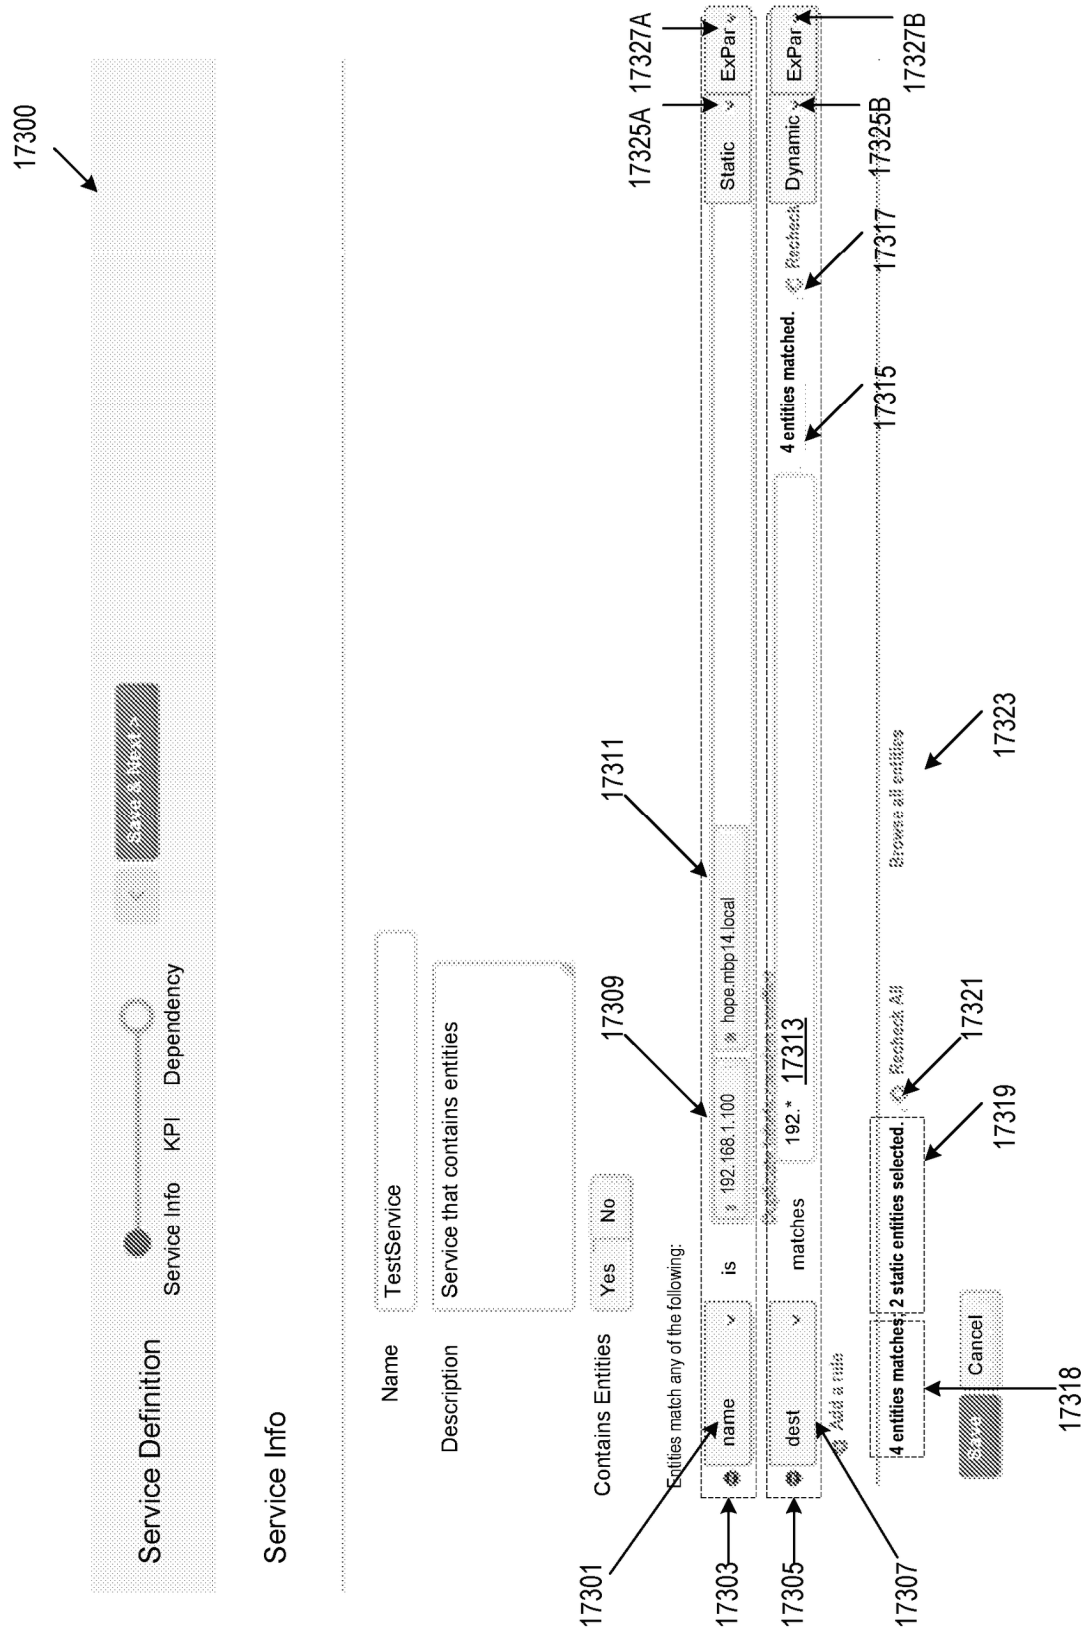 17300
Service Definition
Service Info KPI Dependency
<
Save & Next >
Service Info
Name
TestService
Description
Service that contains entities
Contains Entities
Yes No
17309
17311
17325A
17327A
17301
Entities match any of the following:
17303
name
is
192.168.1.100
hope.mbp14.local
Static
ExPar
17305
dest
matches
192.*
17313
4 entities matched.
Recheck
Dynamic
ExPar
Add a rule
17307
17315
17317
17325B
17327B
4 entities matches; 2 static entities selected.
Recheck All
Browse all entities
Save
Cancel
17318
17319
17321
17323